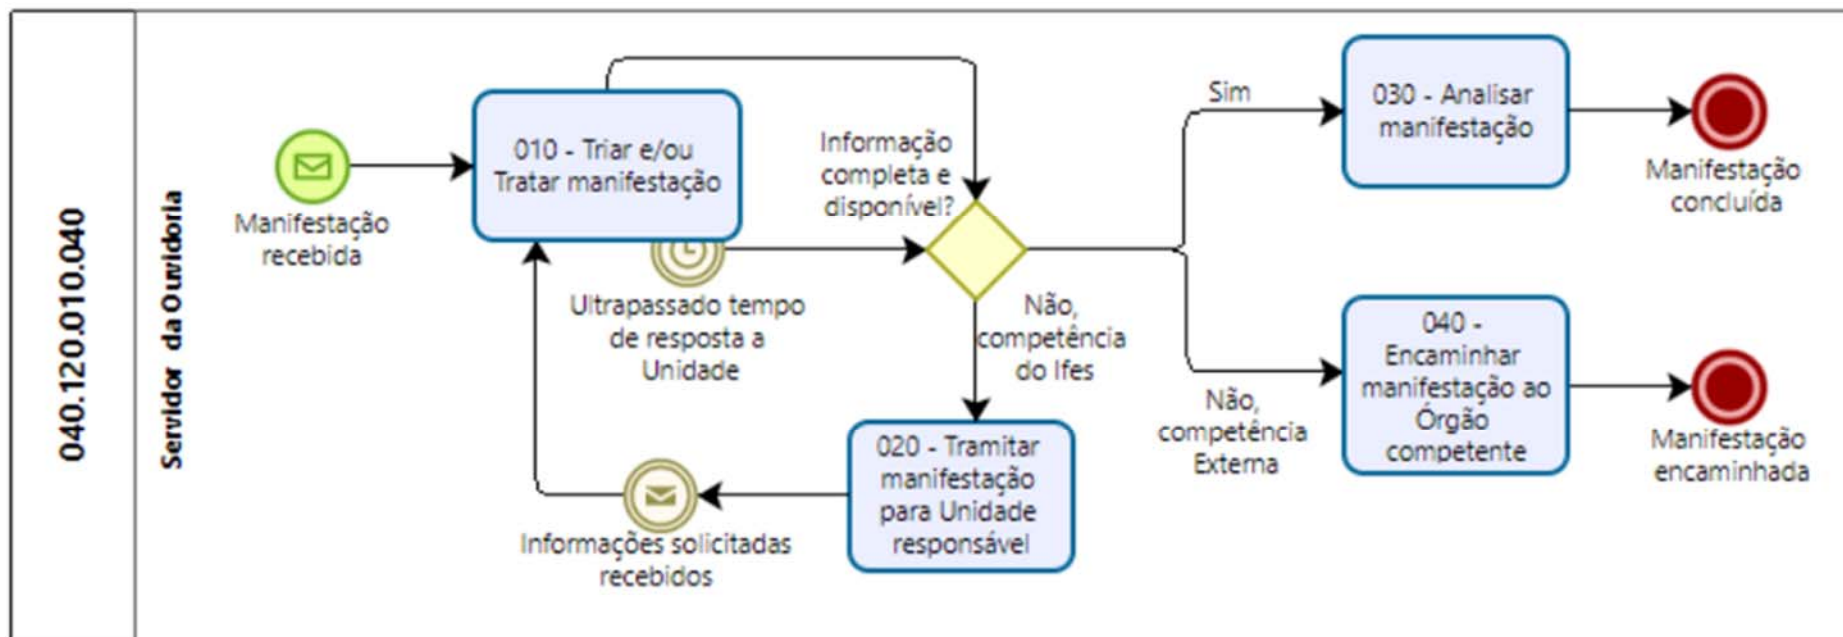 040.120.010.040
Servidor da Ouvidoria
Manifestação
recebida
010 - Triar e/ou
Tratar manifestação
Ultrapassado tempo
de resposta a
Unidade
Informação
completa e
disponível?
Sim
030 - Analisar
manifestação
Manifestação
concluída
Não,
competência
do Ifes
Não,
competência
Externa
040 -
Encaminhar
manifestação ao
Órgão
competente
Manifestação
encaminhada
020 - Tramitar
manifestação
para Unidade
responsável
Informações solicitadas
recebidos